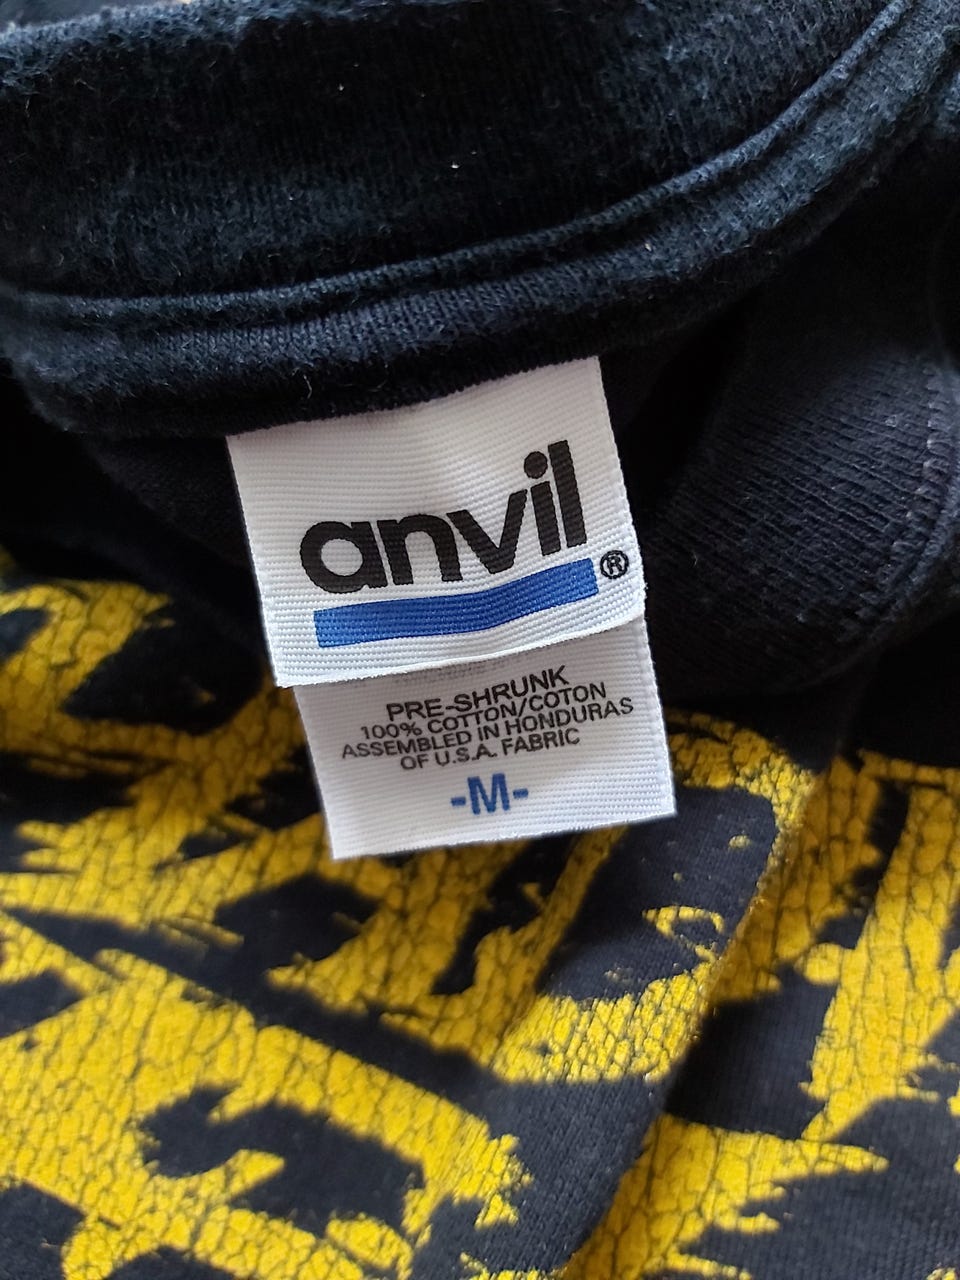 anvil®
PRE-SHRUNK
100% COTTON/COTON
ASSEMBLED IN HONDURAS
OF U.S.A. FABRIC
-M-